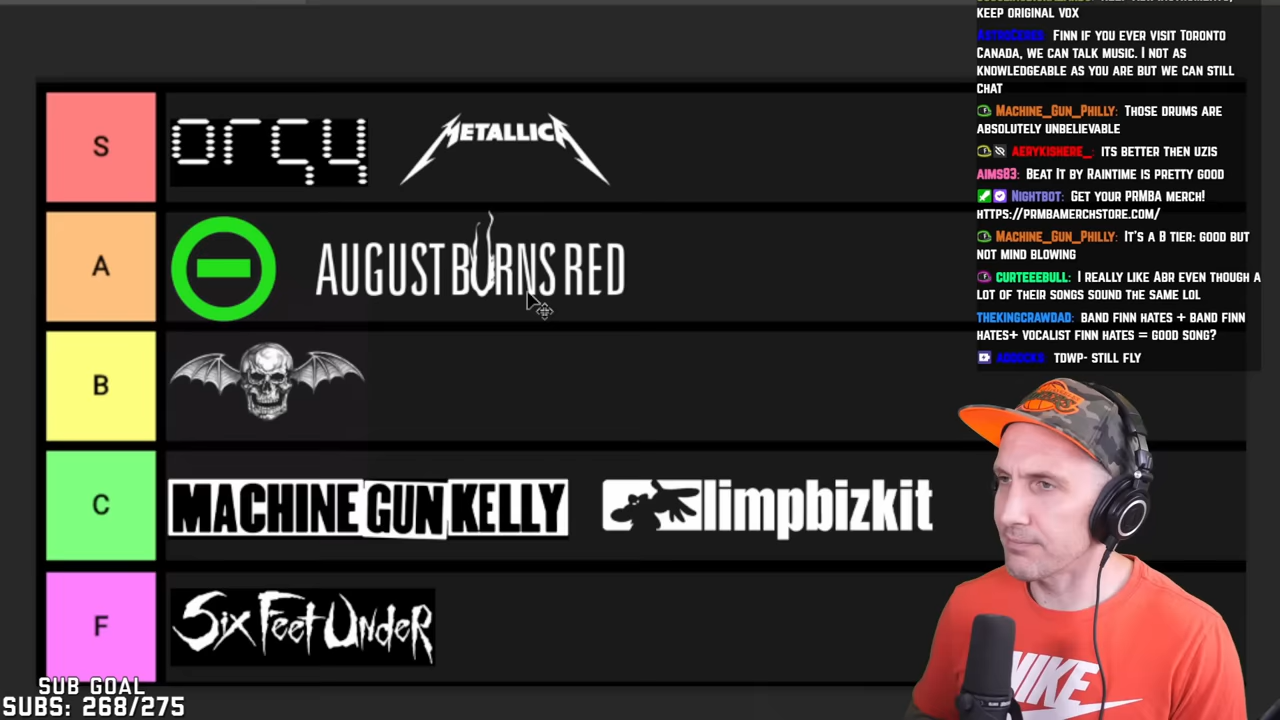 KEEP ORIGINAL VOX
FINN IF YOU EVER VISIT TORONTO
CANADA, WE CAN TALK MUSIC. I NOT AS
KNOWLEDGEABLE AS YOU ARE BUT WE CAN STILL
CHAT
MACHINE_GUN_PHILLY: THOSE DRUMS ARE
ABSOLUTELY UNBELIEVABLE
AERYKISHERE_: ITS BETTER THEN UZIS
AIMS83: BEAT IT BY RAINTIME IS PRETTY GOOD
NIGHTBOT: GET YOUR PRMBA MERCH!
HTTPS://PRMBAMERCHSTORE.COM/
MACHINE_GUN_PHILLY: IT'S A B TIER: GOOD BUT
NOT MIND BLOWING
CURTEEEBULL: I REALLY LIKE ABR EVEN THOUGH A
LOT OF THEIR SONGS SOUND THE SAME LOL
THEKINGCRAWDAD: BAND FINN HATES + BAND FINN
HATES+ VOCALIST FINN HATES = GOOD SONG?
TOWP- STILL FLY
S
orgy
METALLICA
A
AUGUST BURNS RED
B
C
MACHINE GUN KELLY
limpbizkit
F
SIX FEET UNDER
NIKE
SUB GOAL
SUBS: 268/275